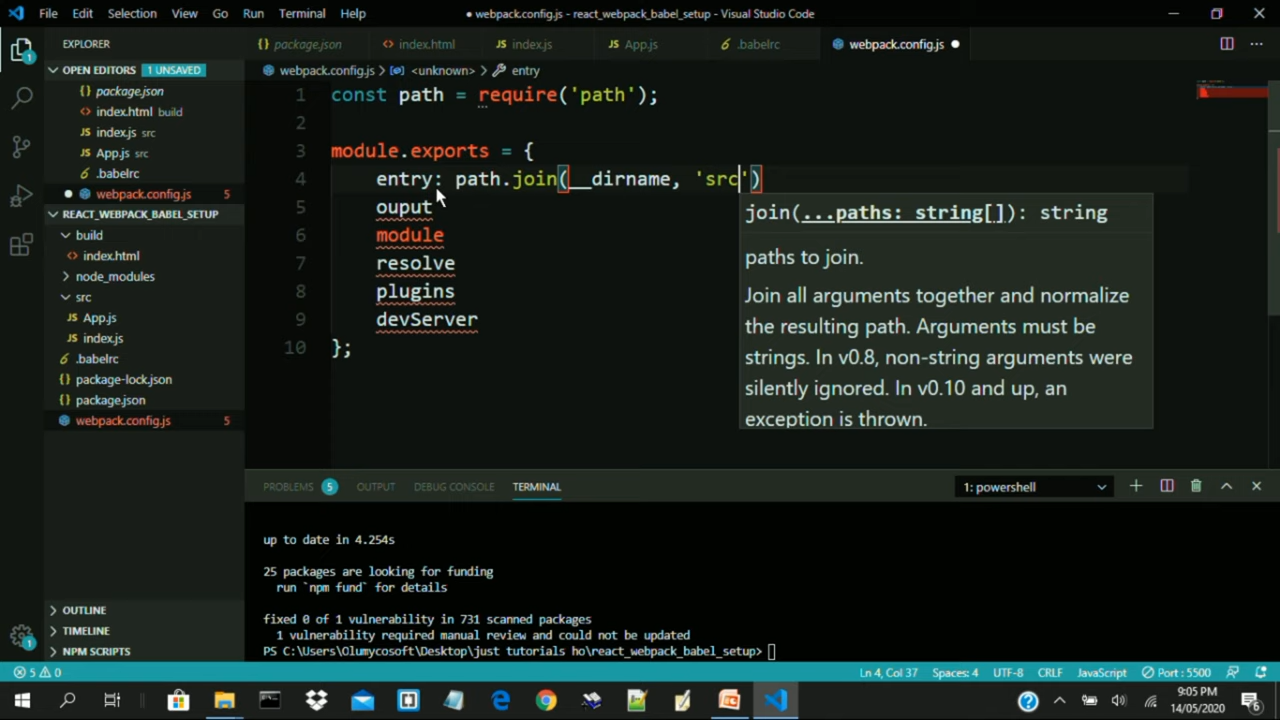 File Edit Selection View Go Run Terminal Help
● webpack.config.js - react_webpack_babel_setup - Visual Studio Code
EXPLORER
OPEN EDITORS 1 UNSAVED
package.json
index.html build
index.js src
App.js src
.babelrc
webpack.config.js 5
REACT_WEBPACK_BABEL_SETUP
build
index.html
node_modules
src
App.js
index.js
.babelrc
package-lock.json
package.json
webpack.config.js 5
OUTLINE
TIMELINE
NPM SCRIPTS
package.json index.html index.js App.js .babelrc webpack.config.js
webpack.config.js > <unknown> > entry
1 const path = require('path');
2
3 module.exports = {
4 entry: path.join(__dirname, 'src')
5 ouput
6 module
7 resolve
8 plugins
9 devServer
10 };
join(...paths: string[]): string
paths to join.
Join all arguments together and normalize
the resulting path. Arguments must be
strings. In v0.8, non-string arguments were
silently ignored. In v0.10 and up, an
exception is thrown.
PROBLEMS 5 OUTPUT DEBUG CONSOLE TERMINAL 1: powershell
up to date in 4.254s
25 packages are looking for funding
run `npm fund` for details
fixed 0 of 1 vulnerability in 731 scanned packages
1 vulnerability required manual review and could not be updated
PS C:\Users\Olumycosoft\Desktop\just tutorials ho\react_webpack_babel_setup>
5 0 Ln 4, Col 37 Spaces: 4 UTF-8 CRLF JavaScript Port : 5500
9:05 PM
14/05/2020
6